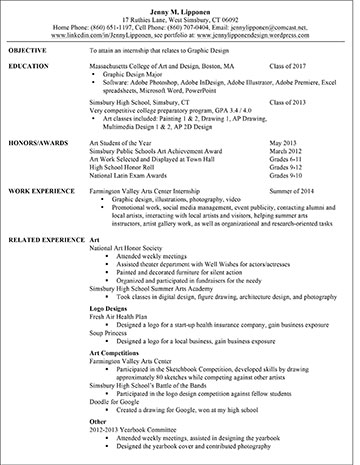 Jenny M. Lipponen
17 Ruthies Lane, West Simsbury, CT 06092
Home Phone: (860) 651-1197, Cell Phone: (860) 707-0404, Email: jennylipponen@comcast.net,
www.linkedin.com/in/JennyLipponen/, see portfolio at: www.jennylipponendesign.wordpress.com
OBJECTIVE To attain an internship that relates to Graphic Design
EDUCATION Massachusetts College of Art and Design, Boston, MA Class of 2017
• Graphic Design Major
• Software: Adobe Photoshop, Adobe InDesign, Adobe Illustrator, Adobe Premiere, Excel
spreadsheets, Microsoft Word, PowerPoint
Simsbury High School, Simsbury, CT Class of 2013
Very competitive college preparatory program, GPA 3.4 / 4.0
• Art classes included: Painting 1 & 2, Drawing 1, AP Drawing,
Multimedia Design 1 & 2, AP 2D Design
HONORS/AWARDS Art Student of the Year May 2013
Simsbury Public Schools Art Achievement Award March 2012
Art Work Selected and Displayed at Town Hall Grades 6-11
High School Honor Roll Grades 9-12
National Latin Exam Awards Grades 9-10
WORK EXPERIENCE Farmington Valley Arts Center Internship Summer of 2014
• Graphic design, illustrations, photography, video
• Promotional work, social media management, event publicity, contacting alumni and
local artists, interacting with local artists and visitors, helping summer arts
program, artist gallery work, as well as organizational and research-oriented tasks
RELATED EXPERIENCE Art
National Art Honor Society
• Attended weekly meetings
• Assisted theater department with Well Wishes for actors/actresses
• Painted and decorated furniture for silent action
• Organized and participated in fundraisers for the needy
Simsbury High School Summer Arts Academy
• Took classes in digital design, figure drawing, architecture design, and photography
Logo Designs
Fresh Air Health Plan
• Designed a logo for a start-up health insurance company, gain business exposure
Soup Princess
• Designed a logo for a local business, gain business exposure
Art Competitions
Farmington Valley Arts Center
• Participated in the Sketchbook Competition, developed skills by drawing
approximately 80 sketches while competing against other artists
Simsbury High School's Battle of the Bands
• Participated in the logo design competition against fellow students
Doodle for Google
• Created a drawing for Google, won at my high school
Other
2012-2013 Yearbook Committee
• Attended weekly meetings, assisted in designing the yearbook
• Designed the cover of the yearbook, edited yearbook